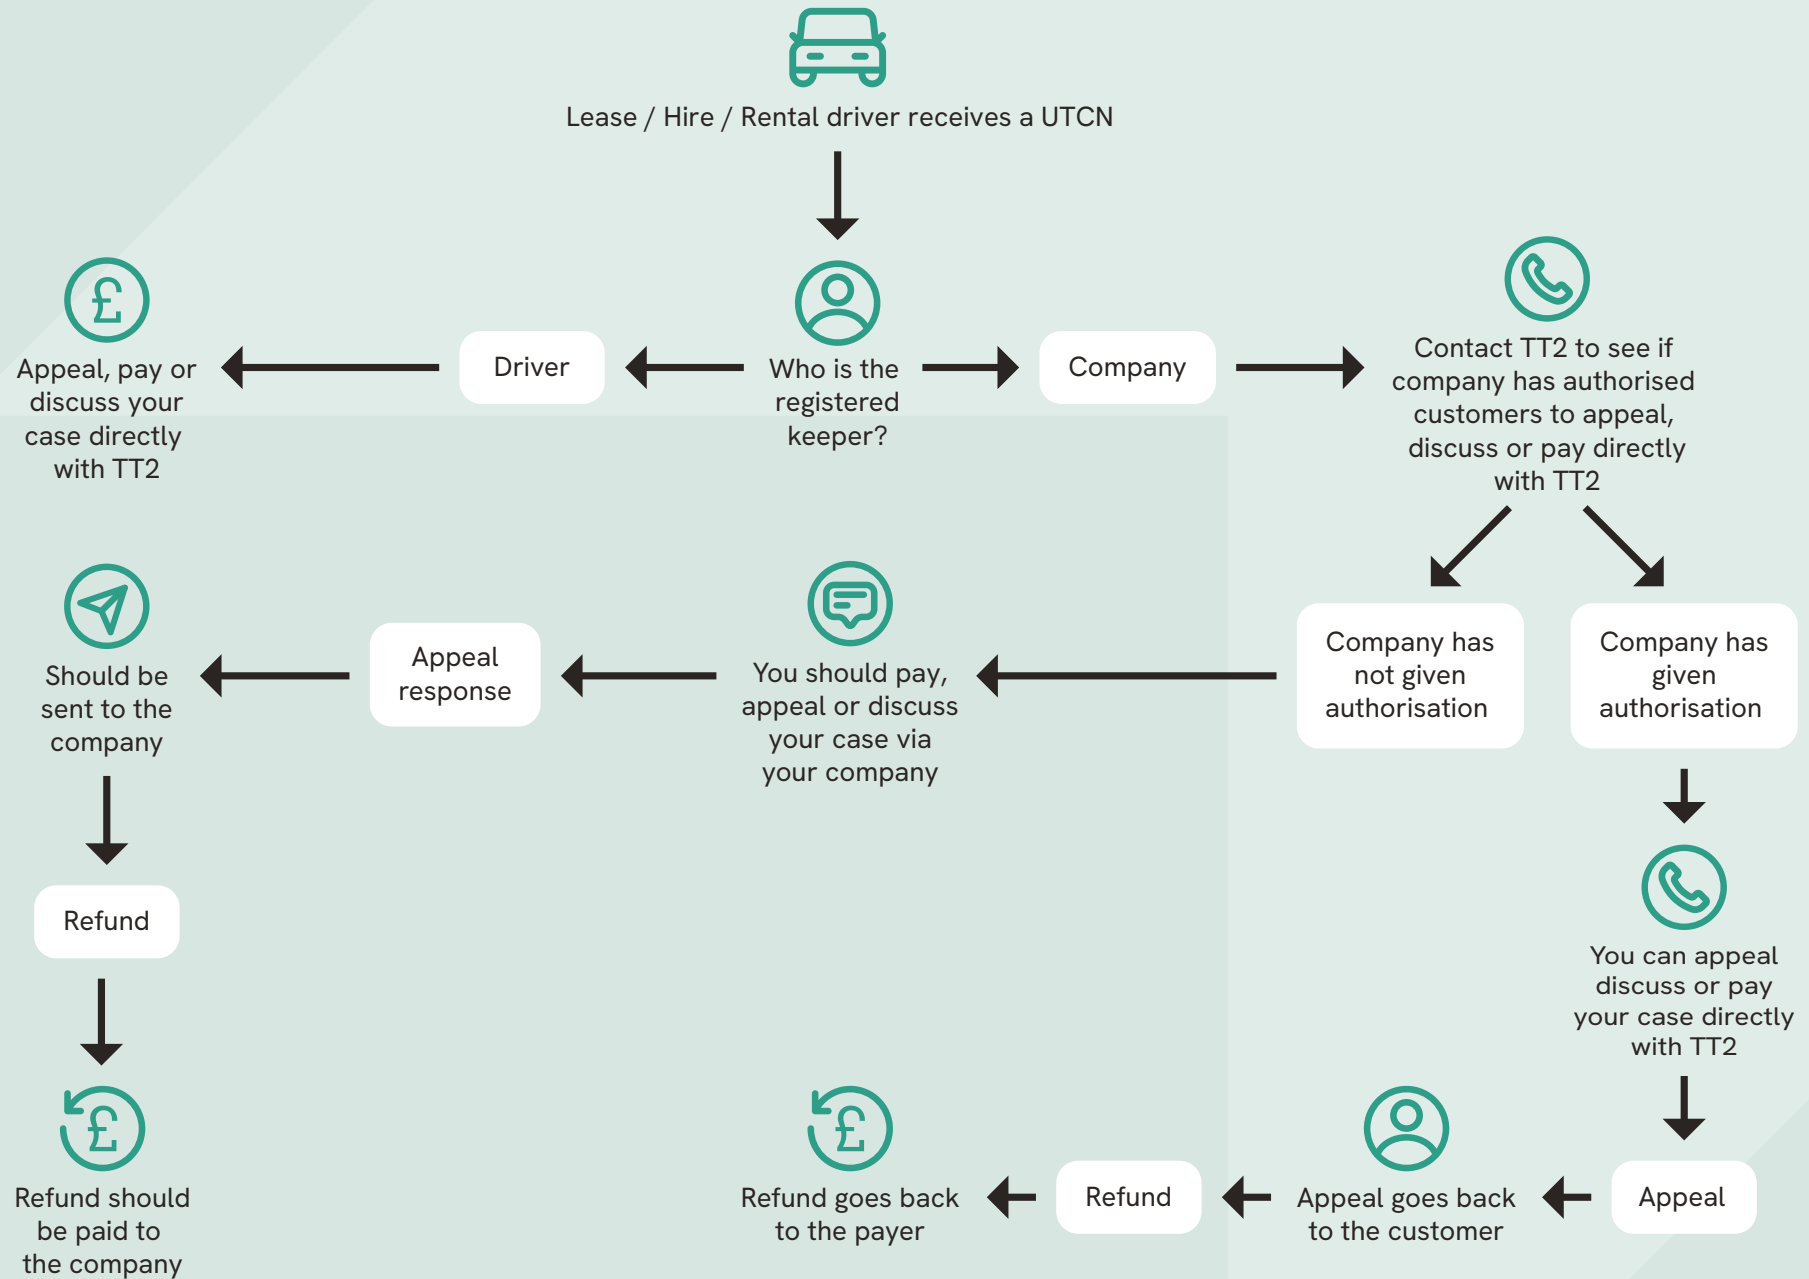 Lease / Hire / Rental driver receives a UTCN
Appeal, pay or
discuss your
case directly
with TT2
Driver
Who is the
registered
keeper?
Company
Contact TT2 to see if
company has authorised
customers to appeal,
discuss or pay directly
with TT2
Should be
sent to the
company
Appeal
response
You should pay,
appeal or discuss
your case via
your company
Company has
not given
authorisation
Company has
given
authorisation
Refund
You can appeal
discuss or pay
your case directly
with TT2
Refund should
be paid to
the company
Refund goes back
to the payer
Refund
Appeal goes back
to the customer
Appeal